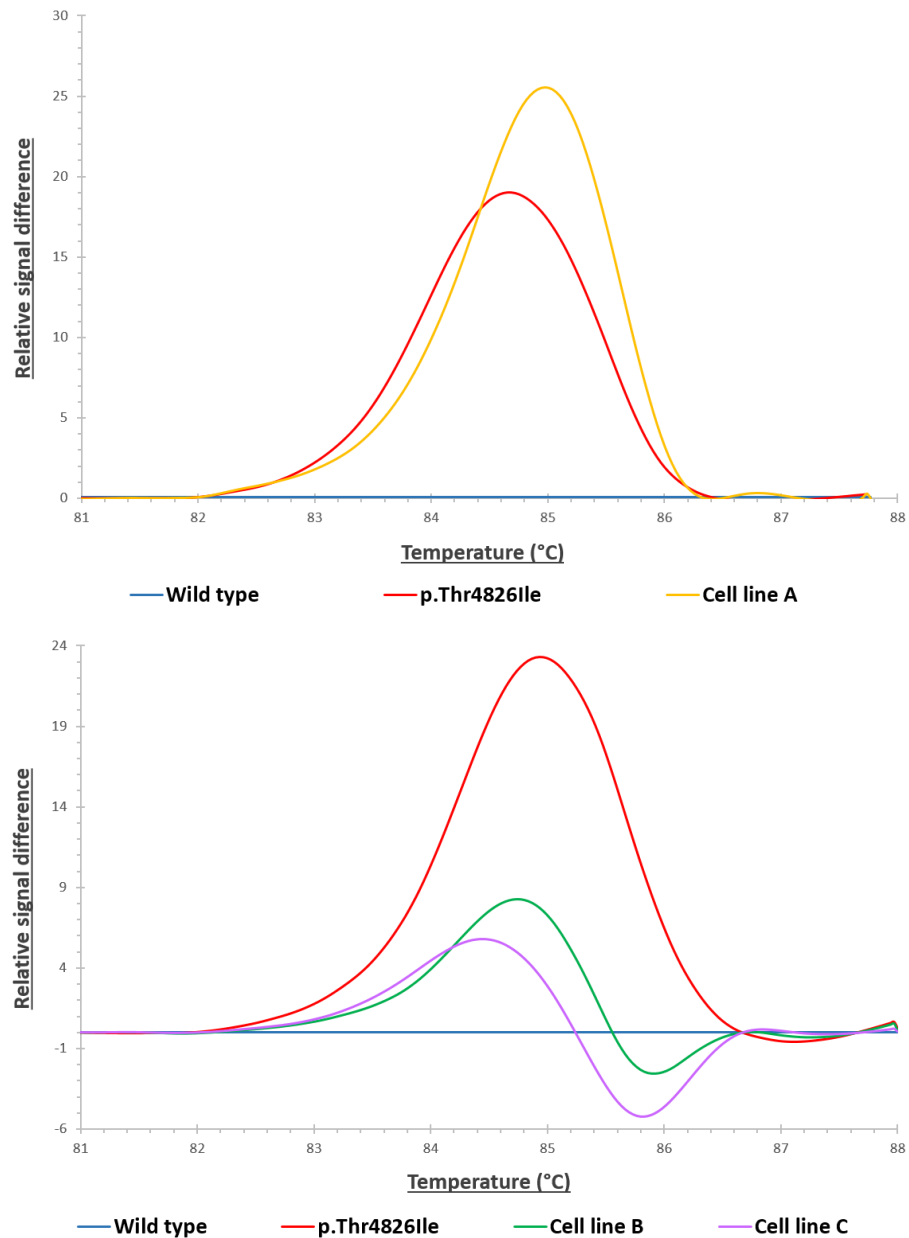 30
25
20
15
10
5
0
Relative signal difference
81 82 83 84 85 86 87 88
Temperature (°C)
Wild type p.Thr4826Ile Cell line A
24
19
14
9
4
-1
-6
Relative signal difference
81 82 83 84 85 86 87 88
Temperature (°C)
Wild type p.Thr4826Ile Cell line B Cell line C